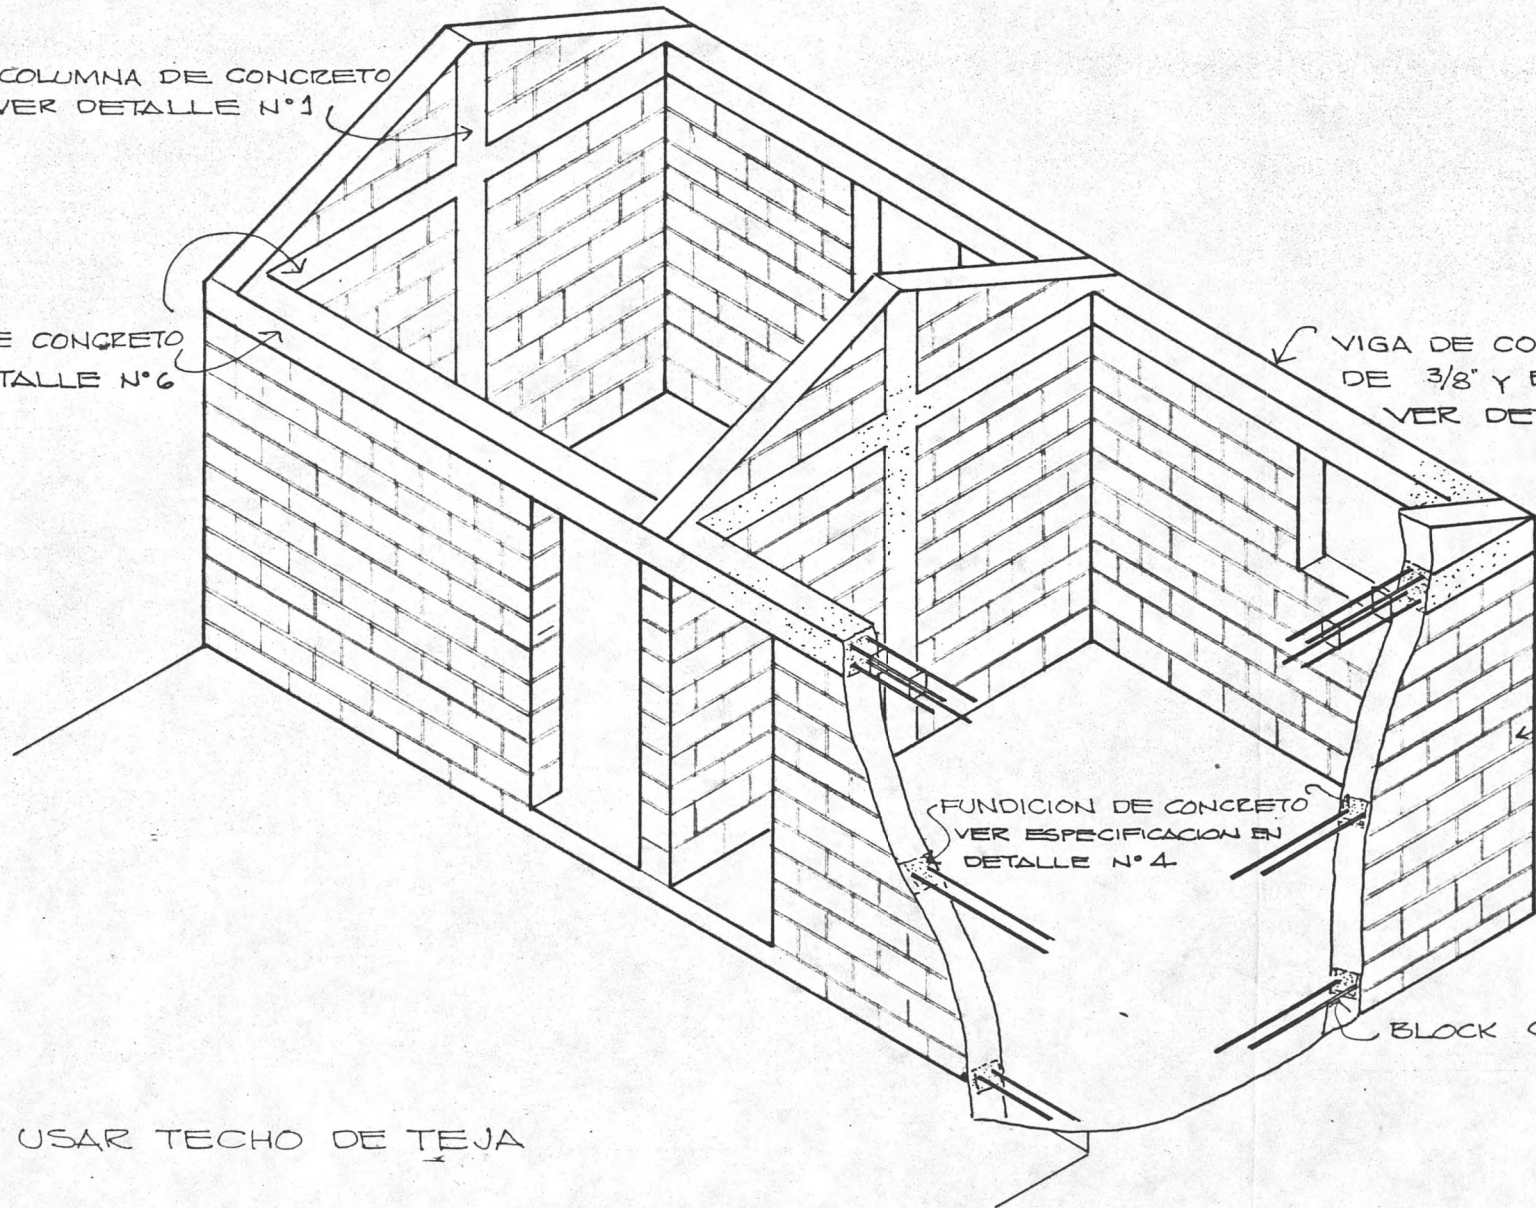 COLUMNA DE CONCRETO
VER DETALLE N°1
E CONCRETO
TALLE N°6
VIGA DE CO
DE 3/8" Y E
VER DE
FUNDICION DE CONCRETO
VER ESPECIFICACION EN
DETALLE N°4
BLOCK
USAR TECHO DE TEJA